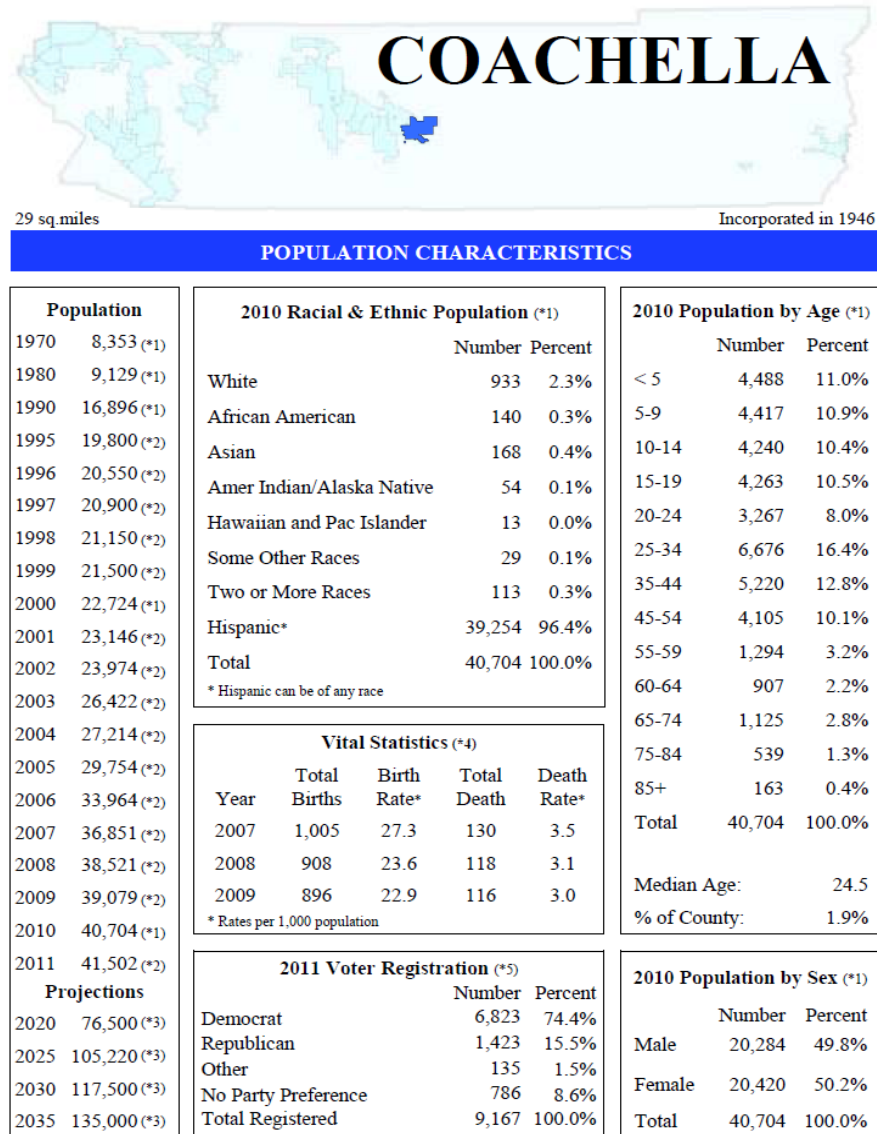 COACHELLA
29 sq.miles
Incorporated in 1946
POPULATION CHARACTERISTICS
Population
1970 8,353 (*1)
1980 9,129 (*1)
1990 16,896 (*1)
1995 19,800 (*2)
1996 20,550 (*2)
1997 20,900 (*2)
1998 21,150 (*2)
1999 21,500 (*2)
2000 22,724 (*1)
2001 23,146 (*2)
2002 23,974 (*2)
2003 26,422 (*2)
2004 27,214 (*2)
2005 29,754 (*2)
2006 33,964 (*2)
2007 36,851 (*2)
2008 38,521 (*2)
2009 39,079 (*2)
2010 40,704 (*1)
2011 41,502 (*2)
Projections
2020 76,500 (*3)
2025 105,220 (*3)
2030 117,500 (*3)
2035 135,000 (*3)
2010 Racial & Ethnic Population (*1)
Number Percent
White 933 2.3%
African American 140 0.3%
Asian 168 0.4%
Amer Indian/Alaska Native 54 0.1%
Hawaiian and Pac Islander 13 0.0%
Some Other Races 29 0.1%
Two or More Races 113 0.3%
Hispanic* 39,254 96.4%
Total 40,704 100.0%
* Hispanic can be of any race
Vital Statistics (*4)
Total Birth Total Death
Year Births Rate* Death Rate*
2007 1,005 27.3 130 3.5
2008 908 23.6 118 3.1
2009 896 22.9 116 3.0
* Rates per 1,000 population
2011 Voter Registration (*5)
Number Percent
Democrat 6,823 74.4%
Republican 1,423 15.5%
Other 135 1.5%
No Party Preference 786 8.6%
Total Registered 9,167 100.0%
2010 Population by Age (*1)
Number Percent
< 5 4,488 11.0%
5-9 4,417 10.9%
10-14 4,240 10.4%
15-19 4,263 10.5%
20-24 3,267 8.0%
25-34 6,676 16.4%
35-44 5,220 12.8%
45-54 4,105 10.1%
55-59 1,294 3.2%
60-64 907 2.2%
65-74 1,125 2.8%
75-84 539 1.3%
85+ 163 0.4%
Total 40,704 100.0%
Median Age: 24.5
% of County: 1.9%
2010 Population by Sex (*1)
Number Percent
Male 20,284 49.8%
Female 20,420 50.2%
Total 40,704 100.0%